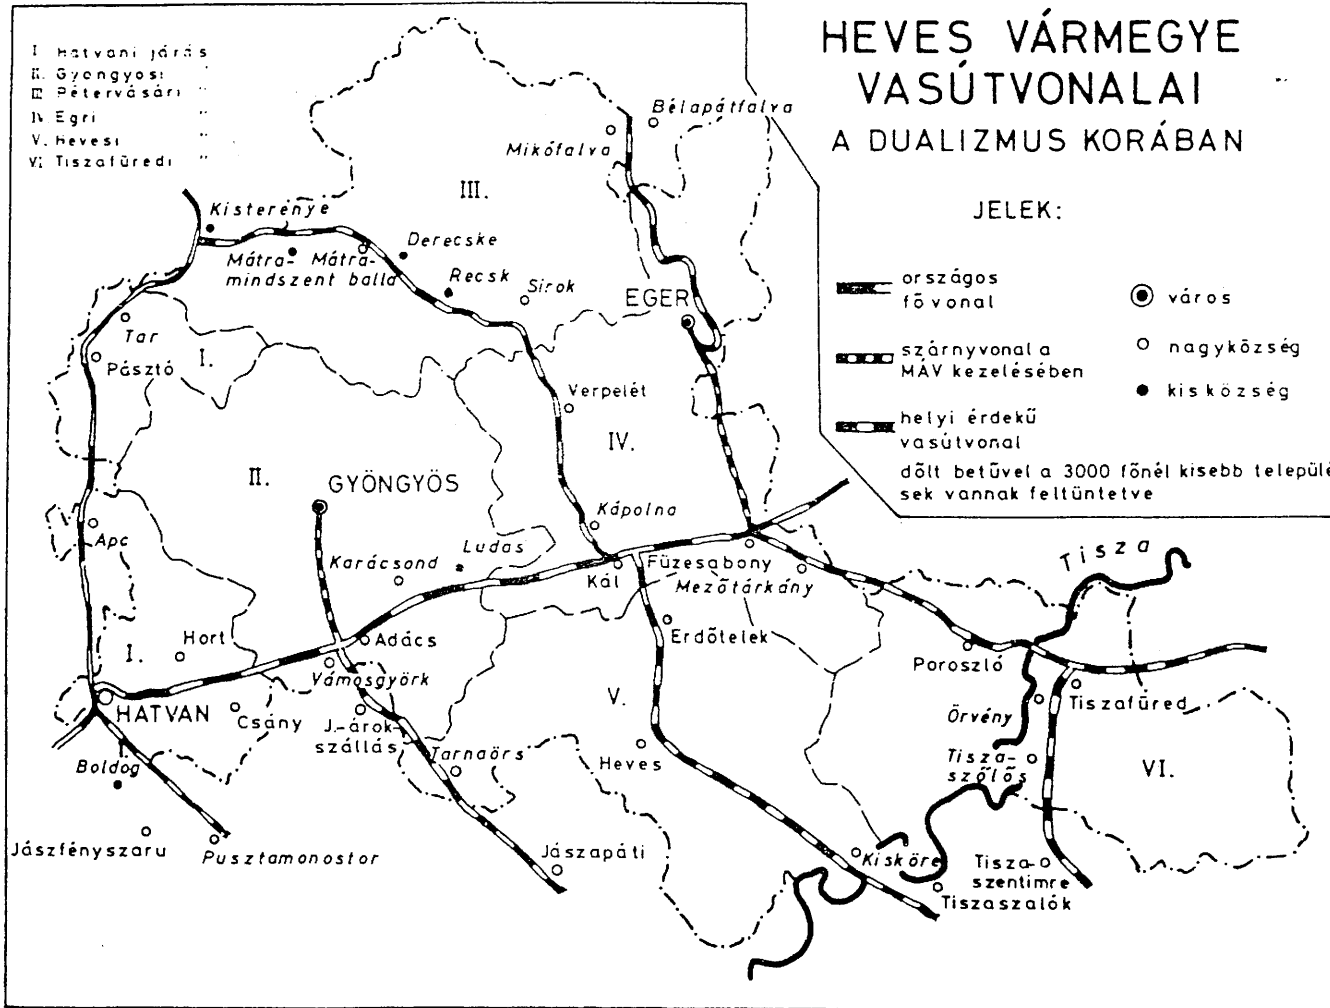 HEVES VÁRMEGYE
VASÚTVONALAI
A DUALIZMUS KORÁBAN
I. Hatvani járás
II. Gyöngyösi "
III. Pétervásári "
IV. Egri "
V. Hevesi "
VI. Tiszafüredi "
JELEK:
országos
fővonal
szárnyvonal a
MÁV kezelésében
helyi érdekű
vasútvonal
város
nagyközség
kisközség
dőlt betűvel a 3000 főnél kisebb települé
sek vannak feltüntetve
Bélapátfalva
Mikófalva
III.
Kisterénye
Mátra-
mindszent
Mátra-
balla
Derecske
Recsk
Sirok
EGER
Tar
Pásztó
I.
Verpelét
IV.
II.
GYÖNGYÖS
Apc
Karácsond
Ludas
Kápolna
Kál
Füzesabony
Mezőtárkány
Tisza
Hort
I.
Adács
Vámosgyörk
Erdőtelek
Poroszló
HATVAN
Csány
J.-árok-
szállás
V.
Örvény
Tiszafüred
Boldog
Tarnaörs
Heves
Tisza-
szőlős
VI.
Jászfényszaru
Pusztamonostor
Jászapáti
Kisköre
Tisza-
szentimre
Tiszaszalók